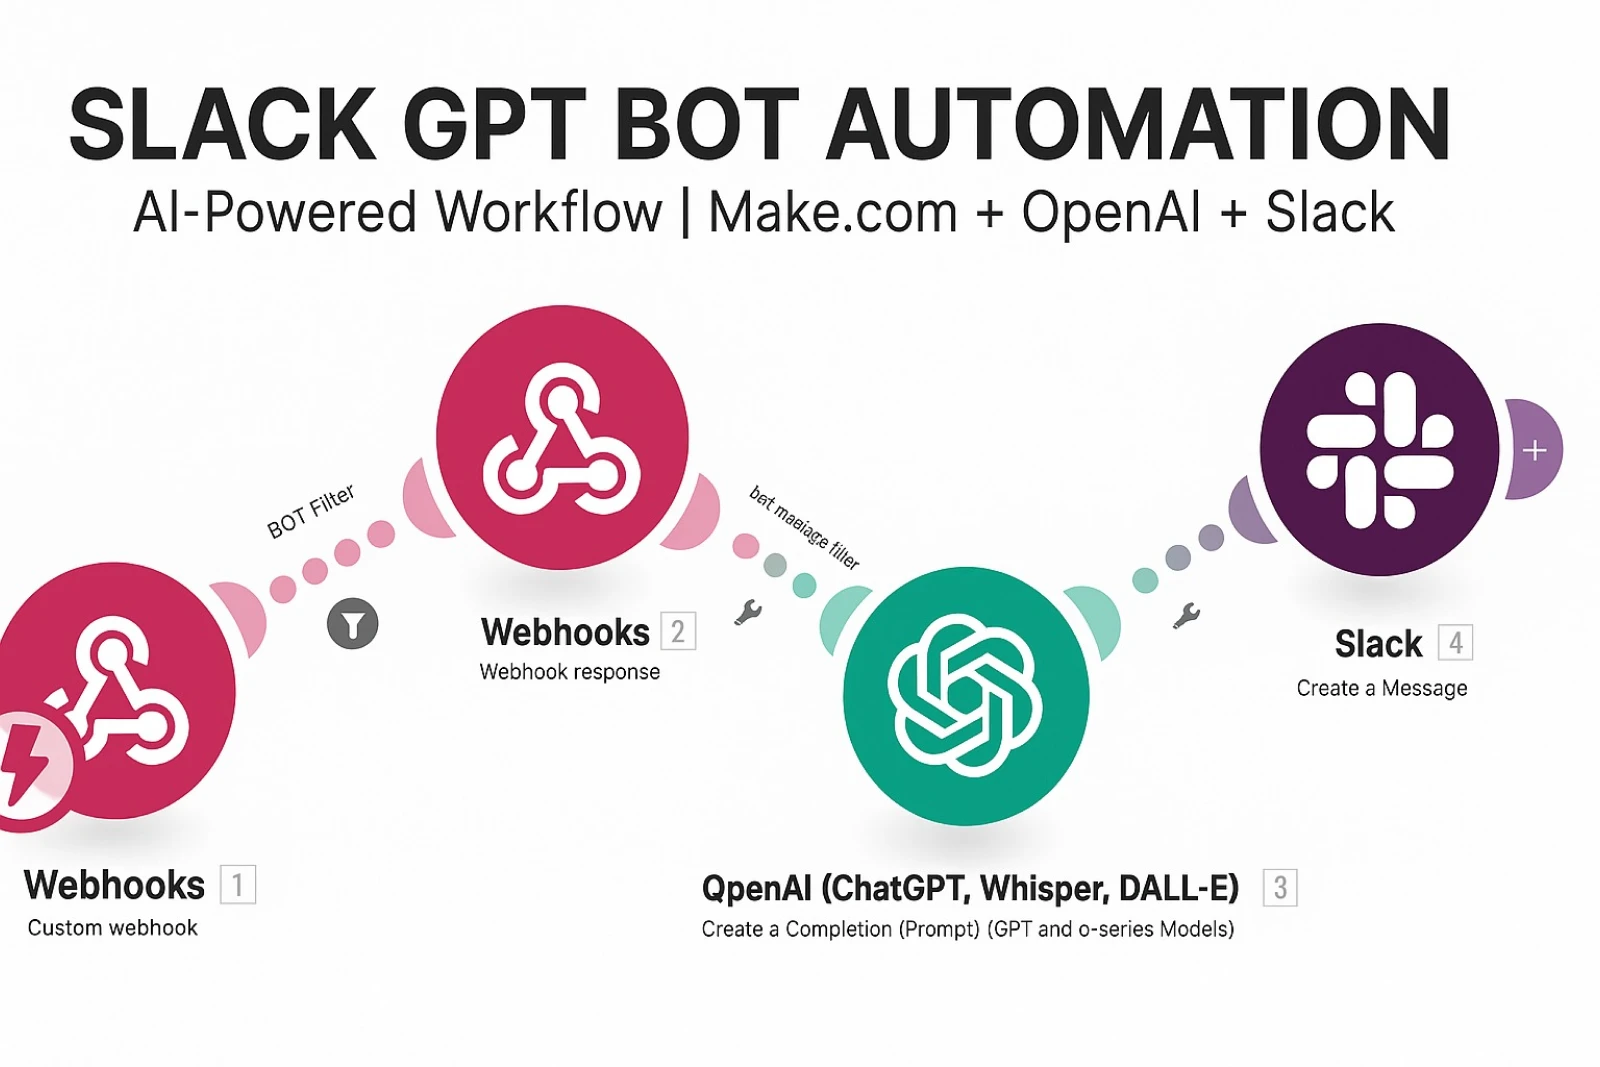 SLACK GPT BOT AUTOMATION
AI-Powered Workflow | Make.com + OpenAI + Slack
BOT Filter
filter
Webhooks 2
Webhook response
Slack 4
Create a Message
Webhooks 1
Custom webhook
QpenAI (ChatGPT, Whisper, DALL-E) 3
Create a Completion (Prompt) (GPT and o-series Models)